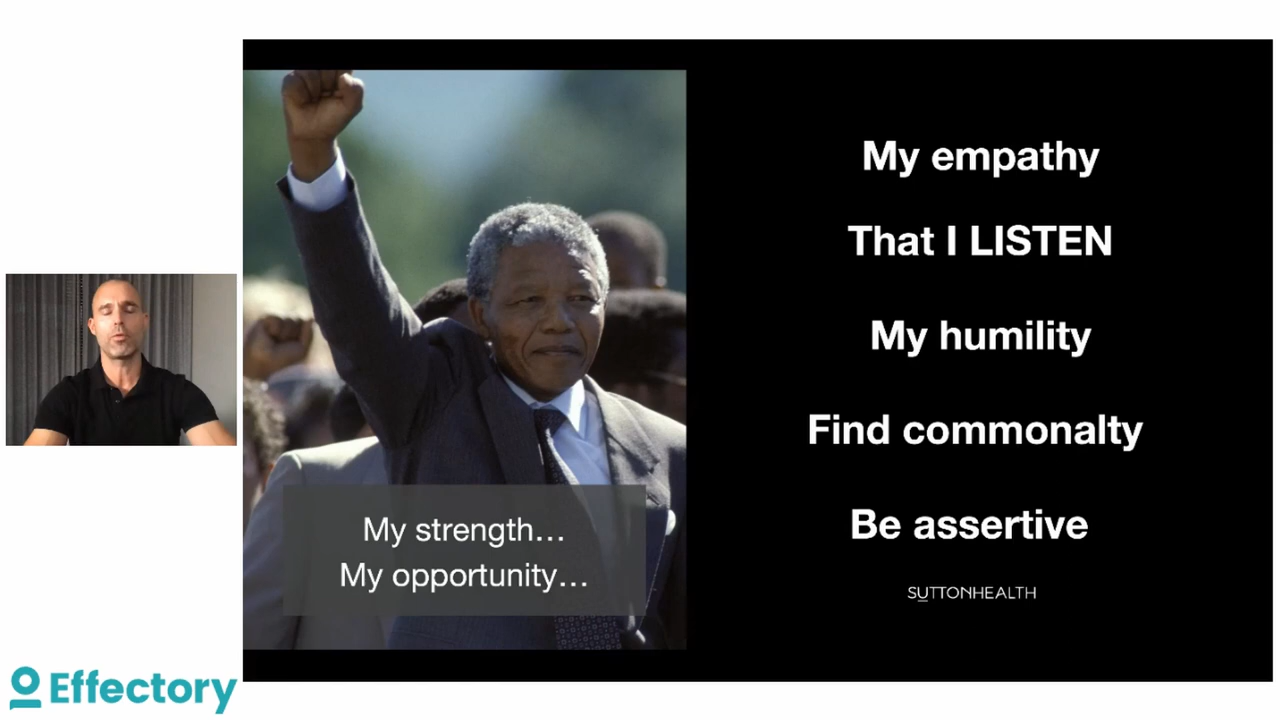 My empathy
That I LISTEN
My humility
Find commonalty
Be assertive
My strength…
My opportunity…
SUTTONHEALTH
Effectory